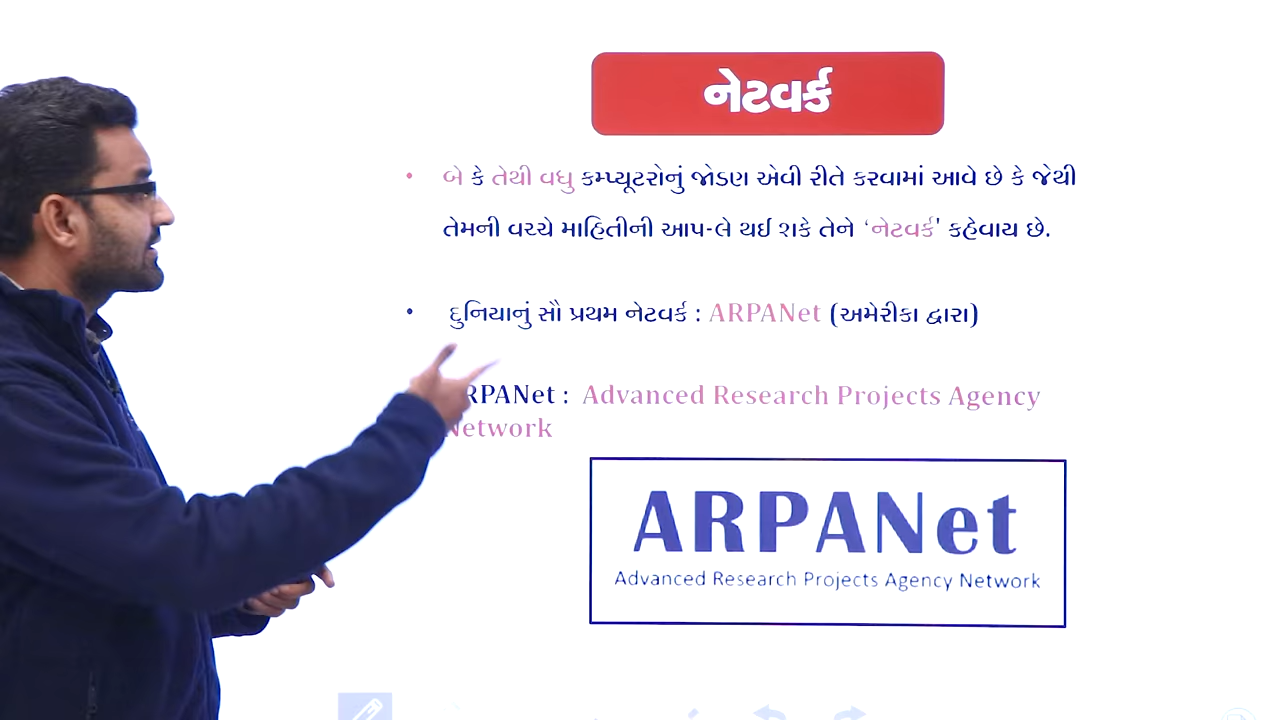 નેટવર્ક
• બે કે તેથી વધુ કમ્પ્યૂટરોનું જોડણ એવી રીતે કરવામાં આવે છે કે જેથી
તેમની વચ્ચે માહિતીની આપ-લે થઈ શકે તેને ‘નેટવર્ક' કહેવાય છે.
• દુનિયાનું સૌ પ્રથમ નેટવર્ક : ARPANet (અમેરીકા દ્વારા)
ARPANet : Advanced Research Projects Agency
Network
ARPANet
Advanced Research Projects Agency Network